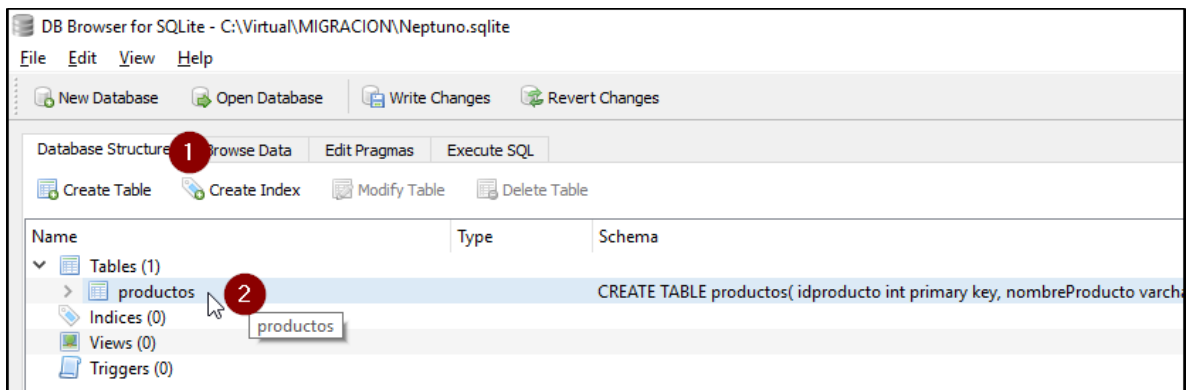 DB Browser for SQLite - C:\Virtual\MIGRACION\Neptuno.sqlite
File Edit View Help
New Database Open Database Write Changes Revert Changes
Database Structure 1 Browse Data Edit Pragmas Execute SQL
Create Table Create Index Modify Table Delete Table
Name Type Schema
Tables (1)
productos 2 CREATE TABLE productos( idproducto int primary key, nombreProducto varcha
Indices (0)
productos
Views (0)
Triggers (0)